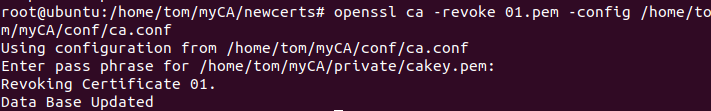 root@ubuntu:/home/tom/myCA/newcerts# openssl ca -revoke 01.pem -config /home/to
m/myCA/conf/ca.conf
Using configuration from /home/tom/myCA/conf/ca.conf
Enter pass phrase for /home/tom/myCA/private/cakey.pem:
Revoking Certificate 01.
Data Base Updated